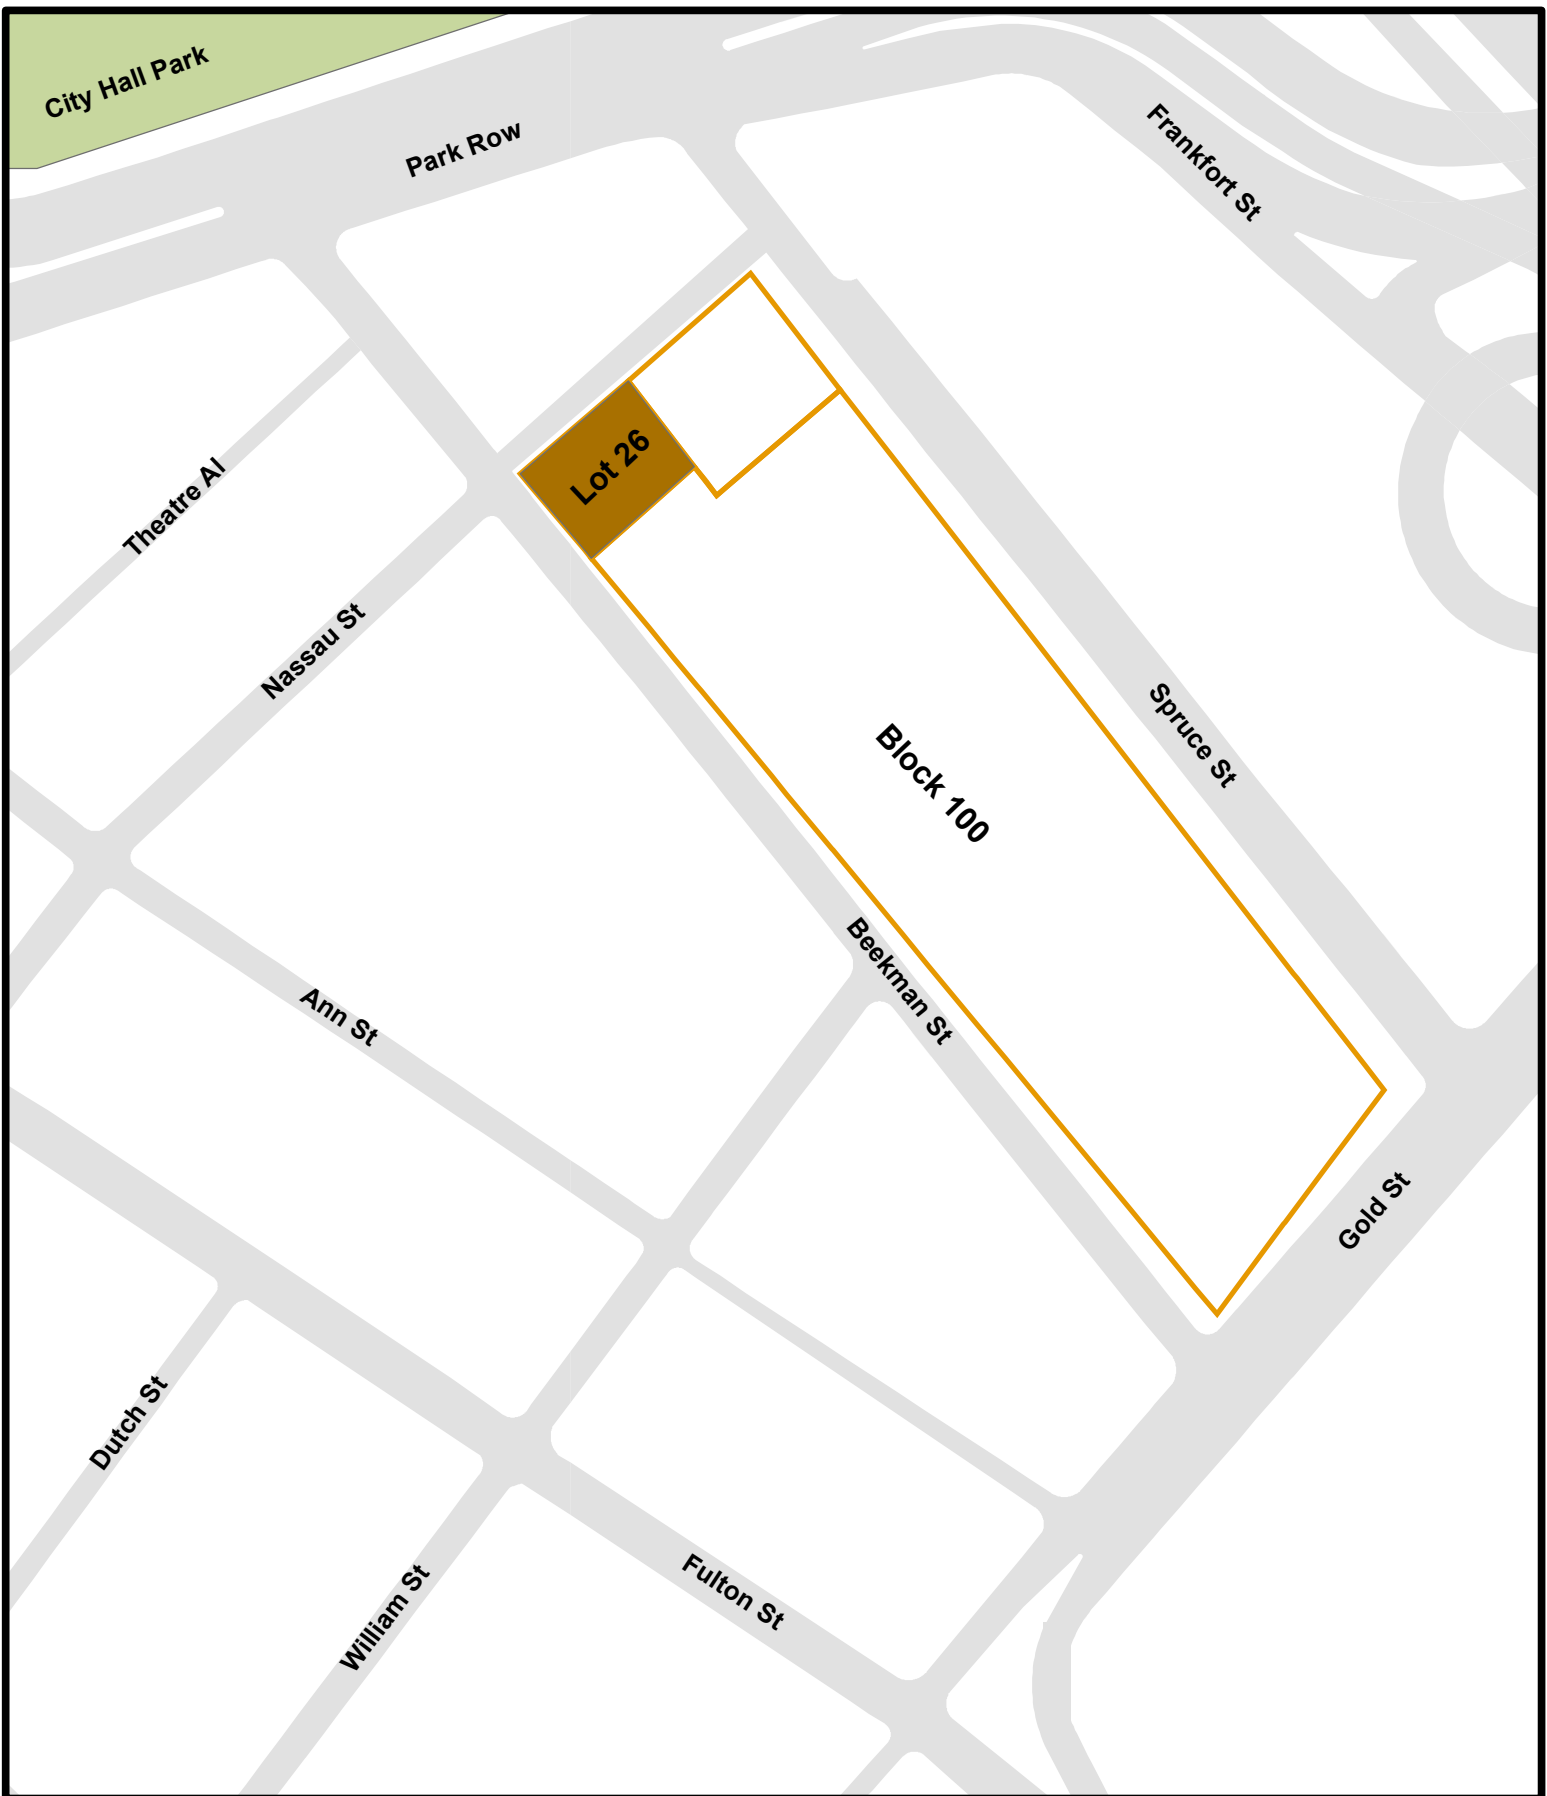 City Hall Park
Park Row
Frankfort St
Lot 26
Theatre Al
Nassau St
Spruce St
Block 100
Beekman St
Ann St
Gold St
Dutch St
William St
Fulton St